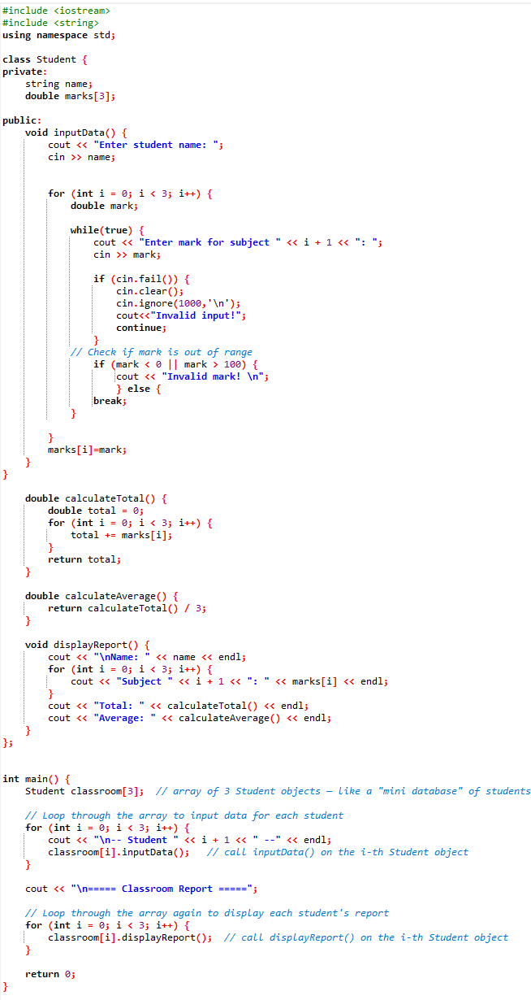 #include <iostream>
#include <string>
using namespace std;

class Student {
private:
    string name;
    double marks[3];

public:
    void inputData() {
        cout << "Enter student name: ";
        cin >> name;


        for (int i = 0; i < 3; i++) {
            double mark;

            while(true) {
                cout << "Enter mark for subject " << i + 1 << ": ";
                cin >> mark;

                if (cin.fail()) {
                    cin.clear();
                    cin.ignore(1000,'\n');
                    cout<<"Invalid input!";
                    continue;
                }
            // Check if mark is out of range
                if (mark < 0 || mark > 100) {
                    cout << "Invalid mark! \n";
                    } else {
                break;
            }

        }
        marks[i]=mark;
    }
}

    double calculateTotal() {
        double total = 0;
        for (int i = 0; i < 3; i++) {
            total += marks[i];
        }
        return total;
    }

    double calculateAverage() {
        return calculateTotal() / 3;
    }

    void displayReport() {
        cout << "\nName: " << name << endl;
        for (int i = 0; i < 3; i++) {
            cout << "Subject " << i + 1 << ": " << marks[i] << endl;
        }
        cout << "Total: " << calculateTotal() << endl;
        cout << "Average: " << calculateAverage() << endl;
    }
};


int main() {
    Student classroom[3];  // array of 3 Student objects — like a "mini database" of students

    // Loop through the array to input data for each student
    for (int i = 0; i < 3; i++) {
        cout << "\n-- Student " << i + 1 << " --" << endl;
        classroom[i].inputData();   // call inputData() on the i-th Student object
    }

    cout << "\n===== Classroom Report =====";

    // Loop through the array again to display each student's report
    for (int i = 0; i < 3; i++) {
        classroom[i].displayReport();  // call displayReport() on the i-th Student object
    }

    return 0;
}